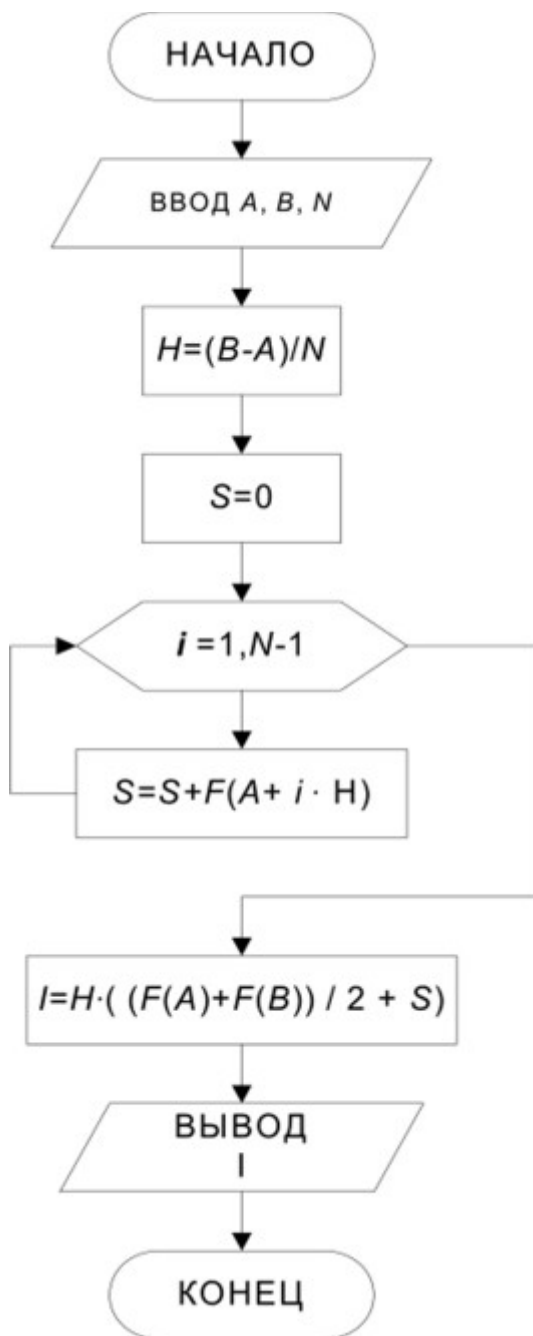 НАЧАЛО
ВВОД A, B, N
H=(B-A)/N
S=0
i =1,N-1
S=S+F(A+ i · H)
I=H·( (F(A)+F(B)) / 2 + S)
ВЫВОД
I
КОНЕЦ